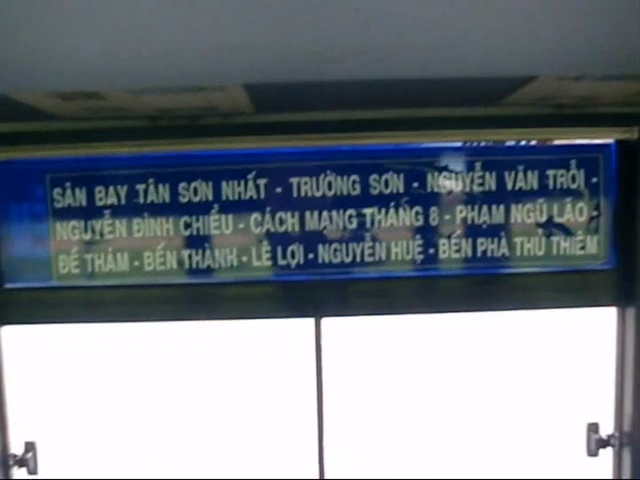 SÂN BAY TÂN SƠN NHẤT - TRƯỜNG SƠN - NGUYỄN VĂN TRỖI -
NGUYỄN ĐÌNH CHIỂU - CÁCH MẠNG THÁNG 8 - PHẠM NGŨ LÃO -
ĐỀ THÁM - BẾN THÀNH - LÊ LỢI - NGUYỄN HUỆ - BẾN PHÀ THỦ THIÊM